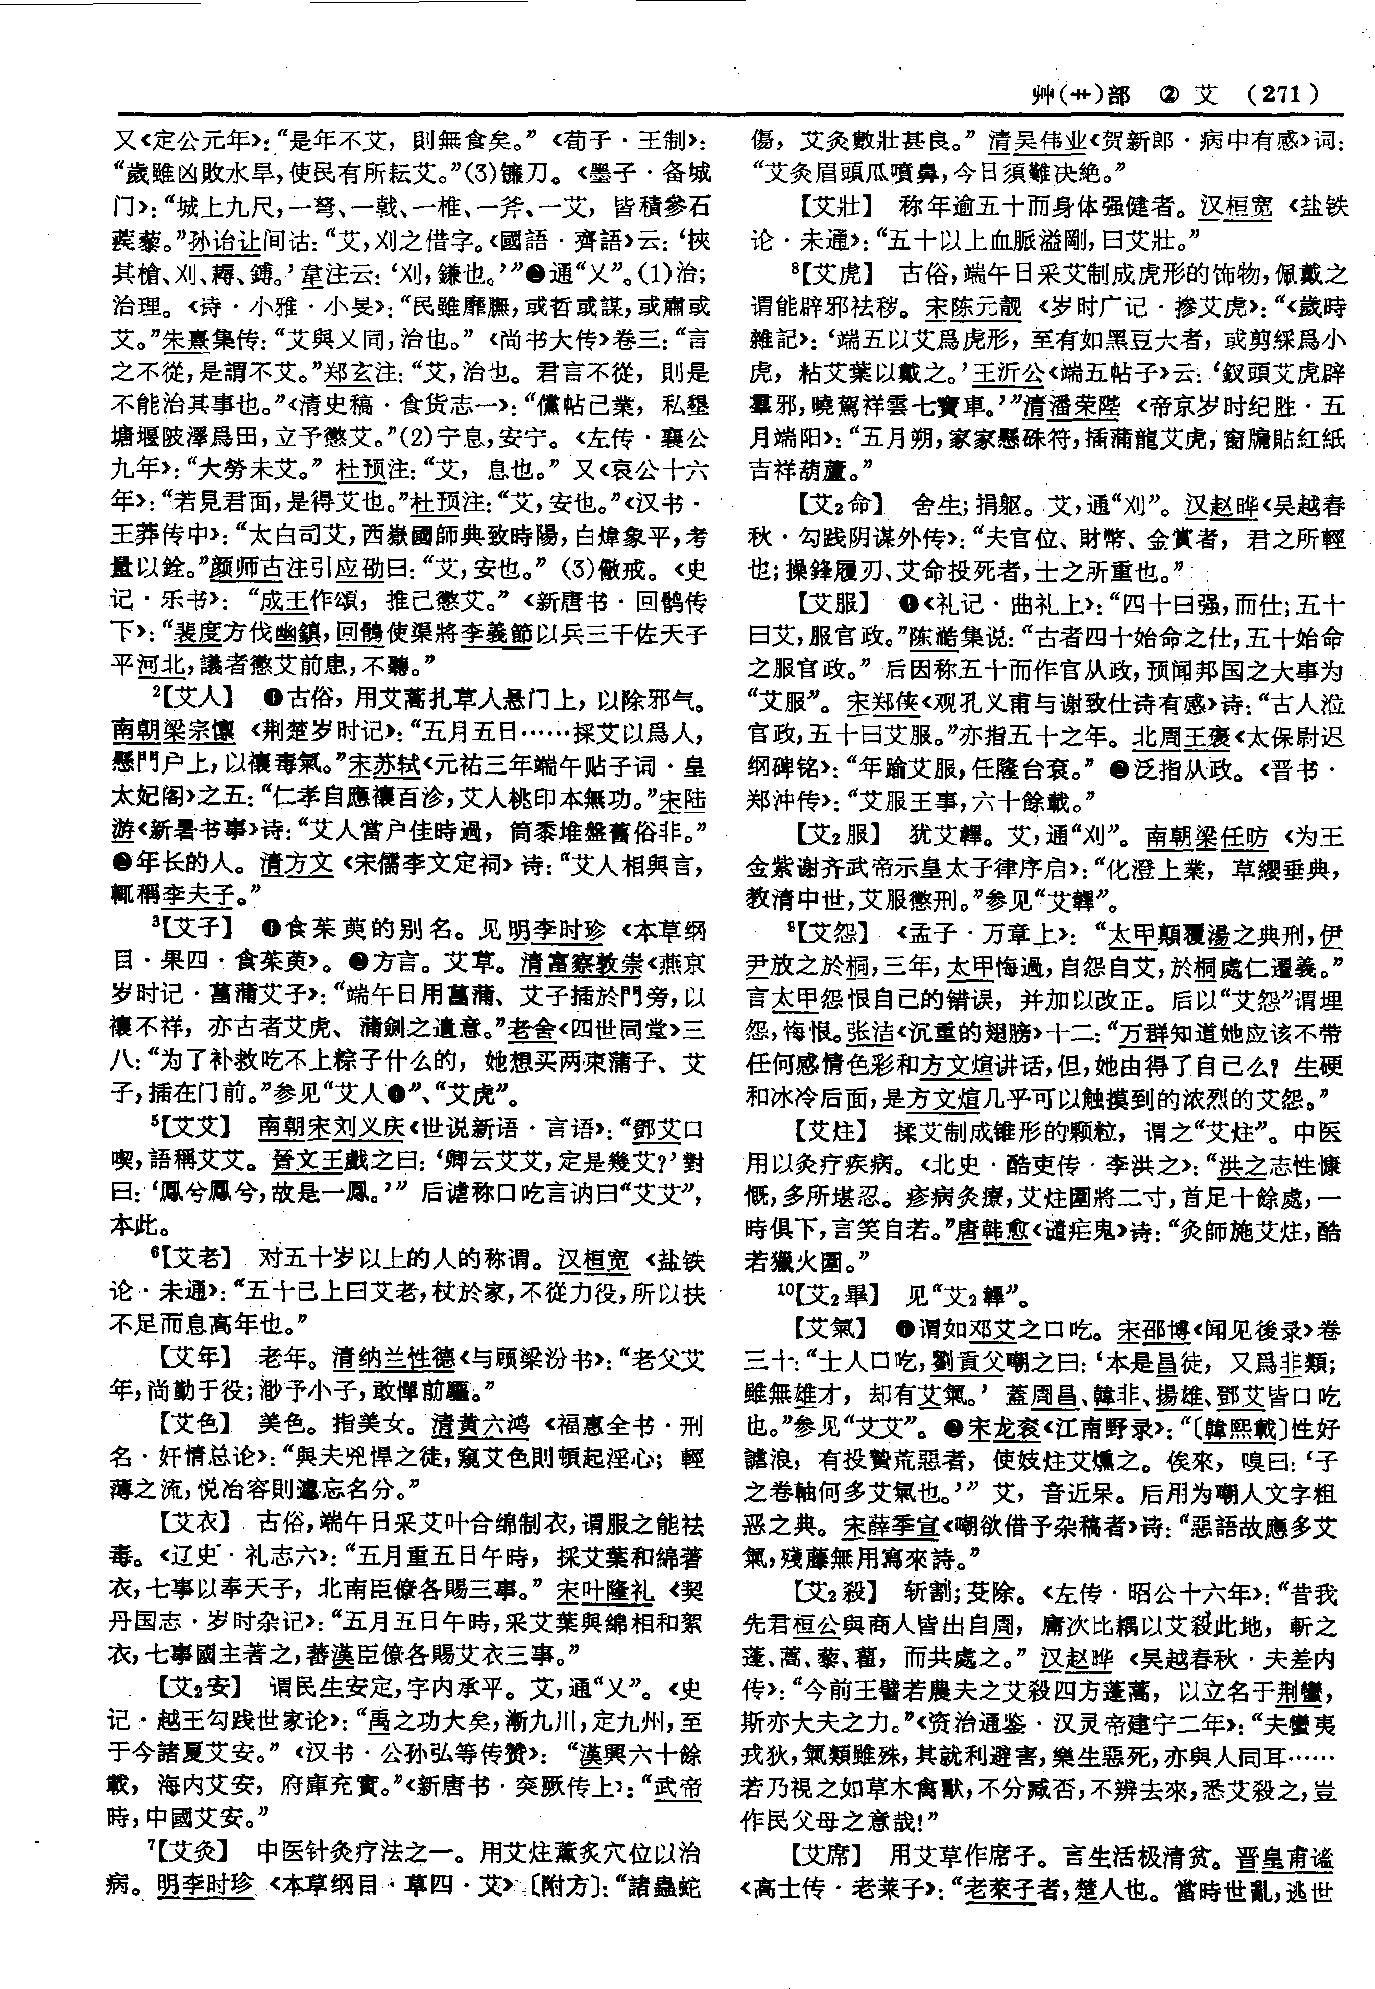 艸(艹)部 ② 艾 (271)
又《定公元年》：“是年不艾，則無食矣。”《荀子·王制》：
“歲雖凶敗水旱，使民有所耘艾。”(3)镰刀。《墨子·备城
门》：“城上九尺，一弩、一戟、一椎、一斧、一艾，皆積參石
蒺藜。”孙诒让间诂：“艾，刈之借字。《國語·齊語》云：‘挾
其槍、刈、耨、鎛。’韋注云：‘刈，鎌也。’”❷通“乂”。(1)治；
治理。《诗·小雅·小旻》：“民雖靡膴，或哲或謀，或肅或
艾。”朱熹集传：“艾與乂同，治也。”《尚书大传》卷三：“言
之不從，是謂不艾。”郑玄注：“艾，治也。君言不從，則是
不能治其事也。”《清史稿·食货志一》：“儻帖己業，私墾
塘堰陂澤爲田，立予懲艾。”(2)宁息，安宁。《左传·襄公
九年》：“大勞未艾。”杜预注：“艾，息也。”又《哀公十六
年》：“若見君面，是得艾也。”杜预注：“艾，安也。”《汉书·
王莽传中》：“太白司艾，西嶽國師典致時陽，白煒象平，考
量以銓。”颜师古注引应劭曰：“艾，安也。”(3)儆戒。《史
记·乐书》：“成王作頌，推己懲艾。”《新唐书·回鹘传
下》：“裴度方伐幽鎮，回鶻使渠將李義節以兵三千佐天子
平河北，議者懲艾前患，不聽。”
²【艾人】 ❶古俗，用艾蒿扎草人悬门上，以除邪气。
南朝梁宗懔《荆楚岁时记》：“五月五日……採艾以爲人，
懸門户上，以禳毒氣。”宋苏轼《元祐三年端午贴子词·皇
太妃阁》之五：“仁孝自應禳百沴，艾人桃印本無功。”宋陆
游《新暑书事》诗：“艾人當户佳時過，筒黍堆盤舊俗非。”
❷年长的人。清方文《宋儒李文定祠》诗：“艾人相與言，
輒稱李夫子。”
³【艾子】 ❶食茱萸的别名。见明李时珍《本草纲
目·果四·食茱萸》。❷方言。艾草。清富察敦崇《燕京
岁时记·菖蒲艾子》：“端午日用菖蒲、艾子插於門旁，以
禳不祥，亦古者艾虎、蒲劍之遺意。”老舍《四世同堂》三
八：“为了补救吃不上粽子什么的，她想买两束蒲子、艾
子，插在门前。”参见“艾人❶”、“艾虎”。
⁵【艾艾】 南朝宋刘义庆《世说新语·言语》：“鄧艾口
喫，語稱艾艾。晉文王戲之曰：‘卿云艾艾，定是幾艾？’對
曰：‘鳳兮鳳兮，故是一鳳。’”后谑称口吃言讷曰“艾艾”，
本此。
⁶【艾老】 对五十岁以上的人的称谓。汉桓宽《盐铁
论·未通》：“五十已上曰艾老，杖於家，不從力役，所以扶
不足而息高年也。”
【艾年】 老年。清纳兰性德《与顾梁汾书》：“老父艾
年，尚勤于役；渺予小子，敢憚前驅。”
【艾色】 美色。指美女。清黄六鸿《福惠全书·刑
名·奸情总论》：“與夫兇悍之徒，窺艾色則頓起淫心；輕
薄之流，悦冶容則遽忘名分。”
【艾衣】 古俗，端午日采艾叶合绵制衣，谓服之能祛
毒。《辽史·礼志六》：“五月重五日午時，採艾葉和綿著
衣，七事以奉天子，北南臣僚各賜三事。”宋叶隆礼《契
丹国志·岁时杂记》：“五月五日午時，采艾葉與綿相和絮
衣，七事國主著之，蕃漢臣僚各賜艾衣三事。”
【艾₂安】 谓民生安定，宇内承平。艾，通“乂”。《史
记·越王勾践世家论》：“禹之功大矣，漸九川，定九州，至
于今諸夏艾安。”《汉书·公孙弘等传赞》：“漢興六十餘
載，海内艾安，府庫充實。”《新唐书·突厥传上》：“武帝
時，中國艾安。”
⁷【艾灸】 中医针灸疗法之一。用艾炷薰炙穴位以治
病。明李时珍《本草纲目·草四·艾》〔附方〕：“諸蟲蛇
傷，艾灸數壯甚良。”清吴伟业《贺新郎·病中有感》词：
“艾灸眉頭瓜噴鼻，今日須難决絶。”
【艾壯】 称年逾五十而身体强健者。汉桓宽《盐铁
论·未通》：“五十以上血脈溢剛，曰艾壯。”
⁸【艾虎】 古俗，端午日采艾制成虎形的饰物，佩戴之
谓能辟邪祛秽。宋陈元靓《岁时广记·掺艾虎》：“《歲時
雜記》：‘端五以艾爲虎形，至有如黑豆大者，或剪綵爲小
虎，粘艾葉以戴之。’王沂公《端五帖子》云：‘釵頭艾虎辟
羣邪，曉駕祥雲七寶車。’”清潘荣陛《帝京岁时纪胜·五
月端阳》：“五月朔，家家懸硃符，插蒲龍艾虎，窗牖貼紅紙
吉祥葫蘆。”
【艾₂命】 舍生；捐躯。艾，通“刈”。汉赵晔《吴越春
秋·勾践阴谋外传》：“夫官位、財幣、金賞者，君之所輕
也；操鋒履刃、艾命投死者，士之所重也。”
【艾服】 ❶《礼记·曲礼上》：“四十曰强，而仕；五十
曰艾，服官政。”陈澔集说：“古者四十始命之仕，五十始命
之服官政。”后因称五十而作官从政，预闻邦国之大事为
“艾服”。宋郑侠《观孔义甫与谢致仕诗有感》诗：“古人涖
官政，五十曰艾服。”亦指五十之年。北周王褒《太保尉迟
纲碑铭》：“年踰艾服，任隆台衮。”❷泛指从政。《晋书·
郑沖传》：“艾服王事，六十餘載。”
【艾₂服】 犹艾韠。艾，通“刈”。南朝梁任昉《为王
金紫谢齐武帝示皇太子律序启》：“化澄上業，草纓垂典，
教清中世，艾服懲刑。”参见“艾韠”。
⁹【艾怨】 《孟子·万章上》：“太甲顛覆湯之典刑，伊
尹放之於桐，三年，太甲悔過，自怨自艾，於桐處仁遷義。”
言太甲怨恨自己的错误，并加以改正。后以“艾怨”谓埋
怨，悔恨。张洁《沉重的翅膀》十二：“万群知道她应该不带
任何感情色彩和方文煊讲话，但，她由得了自己么？生硬
和冰冷后面，是方文煊几乎可以触摸到的浓烈的艾怨。”
【艾炷】 揉艾制成锥形的颗粒，谓之“艾炷”。中医
用以灸疗疾病。《北史·酷吏传·李洪之》：“洪之志性慷
慨，多所堪忍。疹病灸療，艾炷圍將二寸，首足十餘處，一
時俱下，言笑自若。”唐韩愈《谴疟鬼》诗：“灸師施艾炷，酷
若獵火圍。”
¹⁰【艾₂畢】 见“艾₂韠”。
【艾氣】 ❶谓如邓艾之口吃。宋邵博《闻见後录》卷
三十：“士人口吃，劉貢父嘲之曰：‘本是昌徒，又爲非類；
雖無雄才，却有艾氣。’蓋周昌、韓非、揚雄、鄧艾皆口吃
也。”参见“艾艾”。❷宋龙衮《江南野录》：“〔韓熙載〕性好
謔浪，有投贄荒惡者，使妓炷艾燻之。俟來，嗅曰：‘子
之卷軸何多艾氣也。’”艾，音近呆。后用为嘲人文字粗
恶之典。宋薛季宣《嘲欲借予杂稿者》诗：“惡語故應多艾
氣，殘藤無用寫來詩。”
【艾₂殺】 斩割；芟除。《左传·昭公十六年》：“昔我
先君桓公與商人皆出自周，庸次比耦以艾殺此地，斬之
蓬、蒿、藜、藋，而共處之。”汉赵晔《吴越春秋·夫差内
传》：“今前王譬若農夫之艾殺四方蓬蒿，以立名于荆蠻，
斯亦大夫之力。”《资治通鉴·汉灵帝建宁二年》：“夫蠻夷
戎狄，氣類雖殊，其就利避害，樂生惡死，亦與人同耳……
若乃視之如草木禽獸，不分臧否，不辨去來，悉艾殺之，豈
作民父母之意哉！”
【艾席】 用艾草作席子。言生活极清贫。晋皇甫谧
《高士传·老莱子》：“老萊子者，楚人也。當時世亂，逃世